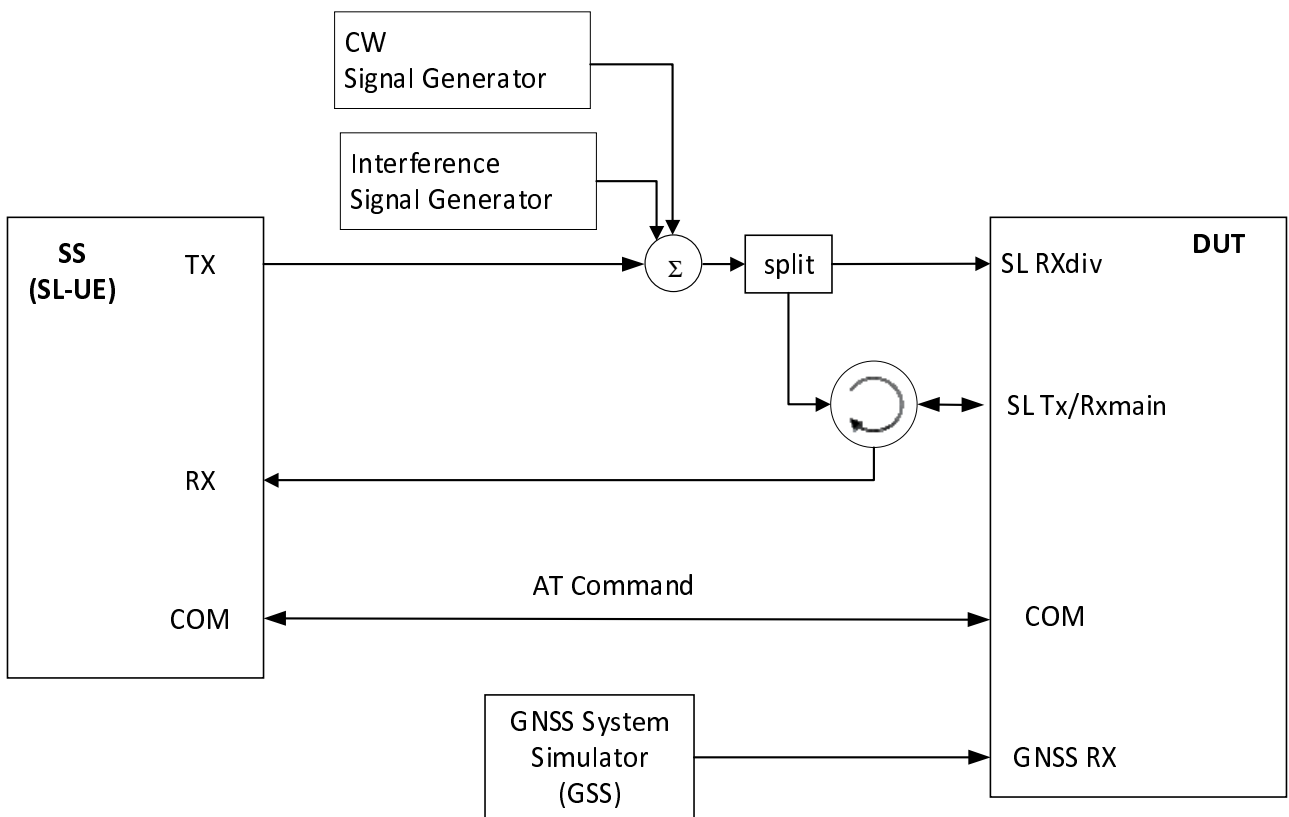 CW
Signal Generator
Interference
Signal Generator
SS
(SL-UE)
TX
Σ
split
SL RXdiv
DUT
SL Tx/Rxmain
RX
AT Command
COM
COM
GNSS System
Simulator
(GSS)
GNSS RX